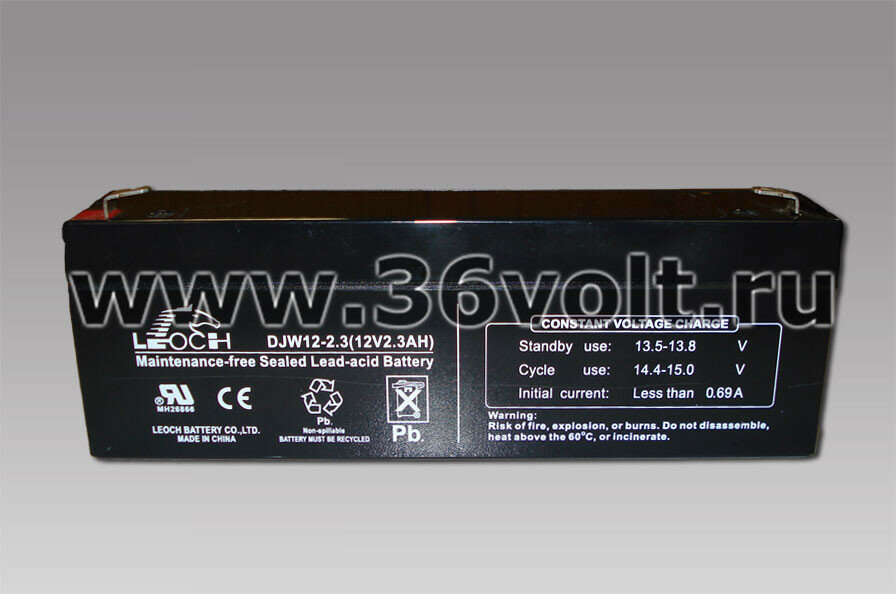 www.36volt.ru
LEOCH
DJW12-2.3(12V2.3AH)
Maintenance-free Sealed Lead-acid Battery
MH26866
CE
Pb.
Non-spillable
BATTERY MUST BE RECYCLED
Pb.
LEOCH BATTERY CO.,LTD.
MADE IN CHINA
CONSTANT VOLTAGE CHARGE
Standby use: 13.5-13.8 V
Cycle use: 14.4-15.0 V
Initial current: Less than 0.69A
Warning:
Risk of fire, explosion, or burns. Do not disassemble,
heat above the 60°C, or incinerate.